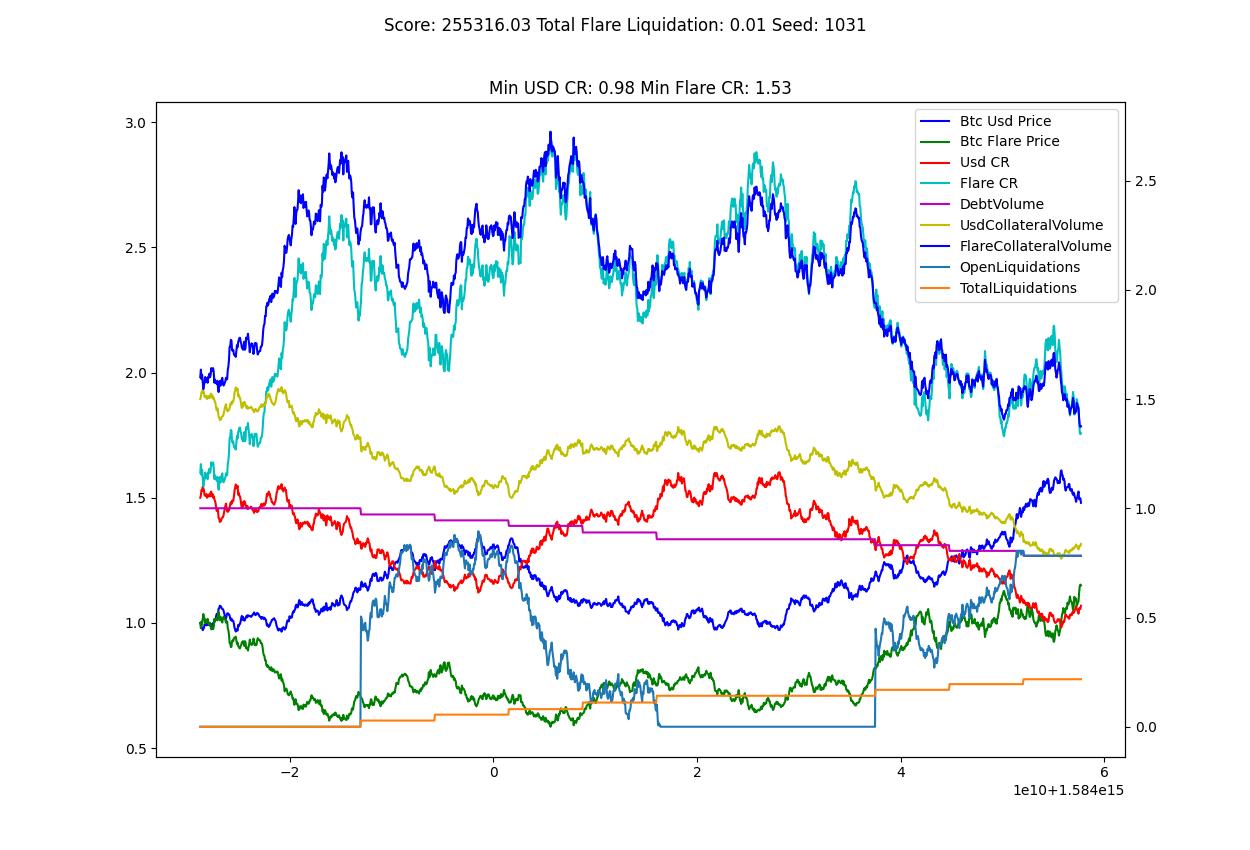 Score: 255316.03 Total Flare Liquidation: 0.01 Seed: 1031
Min USD CR: 0.98 Min Flare CR: 1.53
3.0
2.5
2.0
1.5
1.0
0.5
Btc Usd Price
Btc Flare Price
Usd CR
Flare CR
DebtVolume
UsdCollateralVolume
FlareCollateralVolume
OpenLiquidations
TotalLiquidations
2.5
2.0
1.5
1.0
0.5
0.0
−2 0 2 4 6
1e10+1.584e15